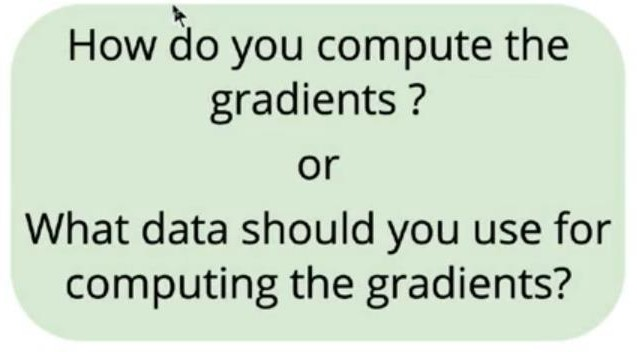 How do you compute the
gradients ?
or
What data should you use for
computing the gradients?